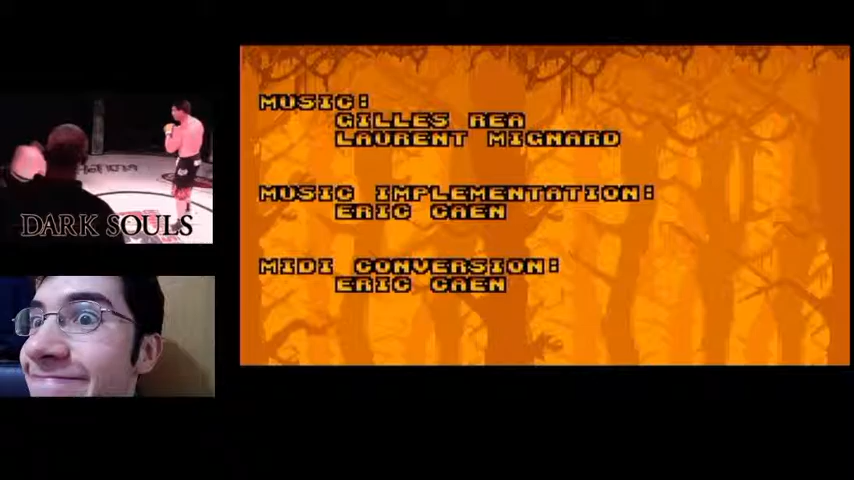 MUSIC:
GILLES REA
LAURENT MIGNARD
MUSIC IMPLEMENTATION:
ERIC CAEN
MIDI CONVERSION:
ERIC CAEN
DARK SOULS